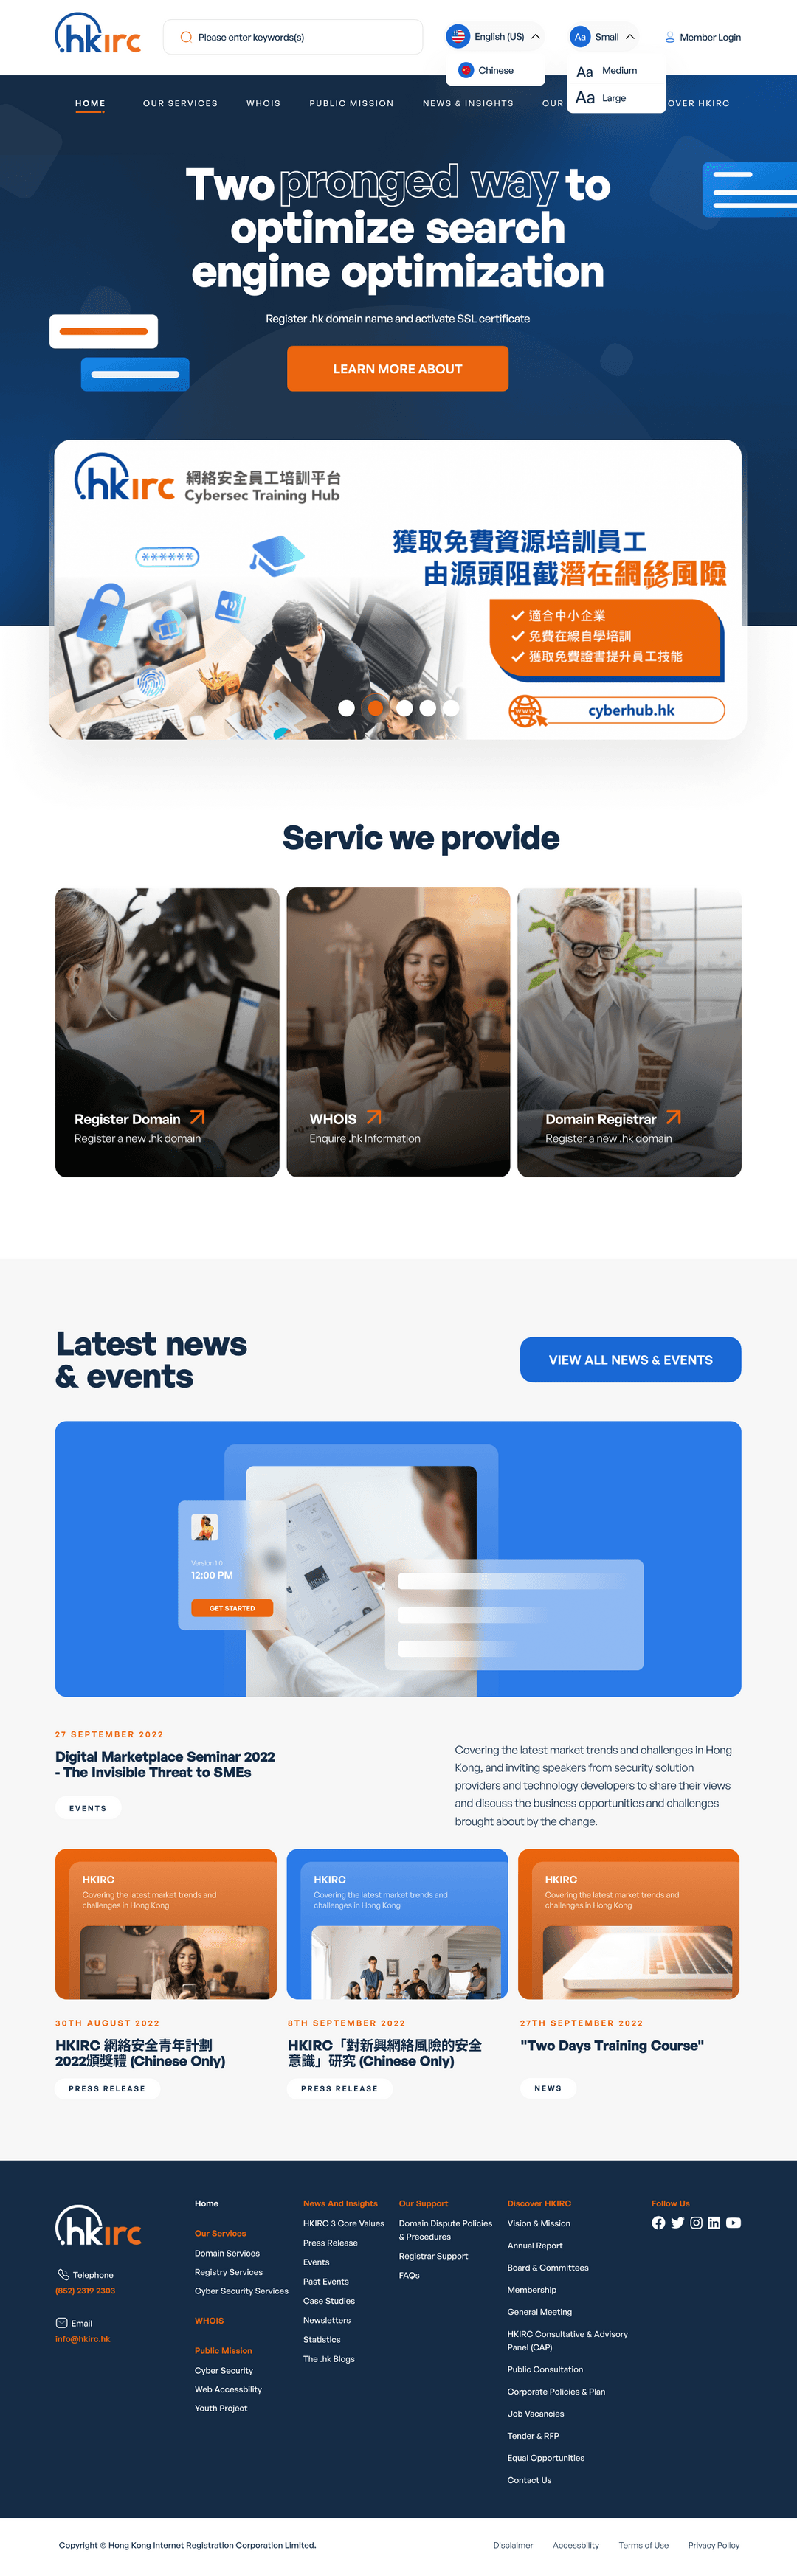 .hkirc
Please enter keywords(s)
English (US)
Aa Small
Member Login
Chinese
Aa Medium
Aa Large
HOME
OUR SERVICES
WHOIS
PUBLIC MISSION
NEWS & INSIGHTS
OUR
OVER HKIRC
Two pronged way to
optimize search
engine optimization
Register .hk domain name and activate SSL certificate
LEARN MORE ABOUT
.hkirc 網絡安全員工培訓平台
Cybersec Training Hub
獲取免費資源培訓員工
由源頭阻截潛在網絡風險
適合中小企業
免費在線自學培訓
獲取免費證書提升員工技能
www
cyberhub.hk
Servic we provide
Register Domain
Register a new .hk domain
WHOIS
Enquire .hk Information
Domain Registrar
Register a new .hk domain
Latest news
& events
VIEW ALL NEWS & EVENTS
Version 1.0
12:00 PM
GET STARTED
27 SEPTEMBER 2022
Digital Marketplace Seminar 2022
- The Invisible Threat to SMEs
EVENTS
Covering the latest market trends and challenges in Hong
Kong, and inviting speakers from security solution
providers and technology developers to share their views
and discuss the business opportunities and challenges
brought about by the change.
HKIRC
Covering the latest market trends and
challenges in Hong Kong
HKIRC
Covering the latest market trends and
challenges in Hong Kong
HKIRC
Covering the latest market trends and
challenges in Hong Kong
30TH AUGUST 2022
HKIRC 網絡安全青年計劃
2022頒獎禮 (Chinese Only)
PRESS RELEASE
8TH SEPTEMBER 2022
HKIRC「對新興網絡風險的安全
意識」研究 (Chinese Only)
PRESS RELEASE
27TH SEPTEMBER 2022
"Two Days Training Course"
NEWS
.hkirc
Telephone
(852) 2319 2303
Email
info@hkirc.hk
Home
Our Services
Domain Services
Registry Services
Cyber Security Services
WHOIS
Public Mission
Cyber Security
Web Accessbility
Youth Project
News And Insights
HKIRC 3 Core Values
Press Release
Events
Past Events
Case Studies
Newsletters
Statistics
The .hk Blogs
Our Support
Domain Dispute Policies
& Precedures
Registrar Support
FAQs
Discover HKIRC
Vision & Mission
Annual Report
Board & Committees
Membership
General Meeting
HKIRC Consultative & Advisory
Panel (CAP)
Public Consultation
Corporate Policies & Plan
Job Vacancies
Tender & RFP
Equal Opportunities
Contact Us
Follow Us
Copyright © Hong Kong Internet Registration Corporation Limited.
Disclaimer
Accessbility
Terms of Use
Privacy Policy